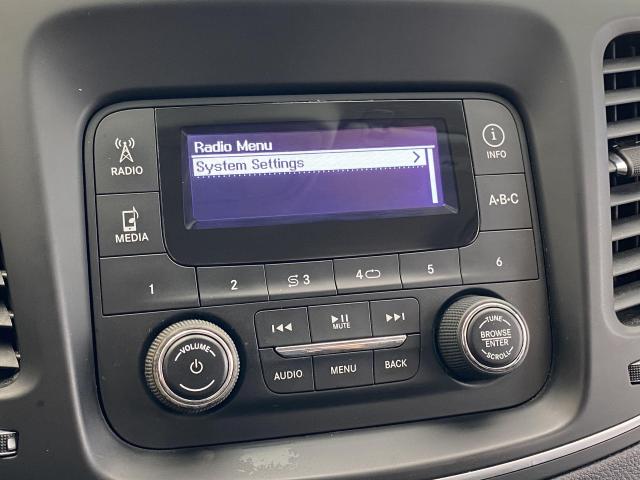 Radio Menu
System Settings
RADIO
MEDIA
INFO
A·B·C
1
2
3
4
5
6
MUTE
VOLUME
AUDIO
MENU
BACK
TUNE
BROWSE
ENTER
SCROLL